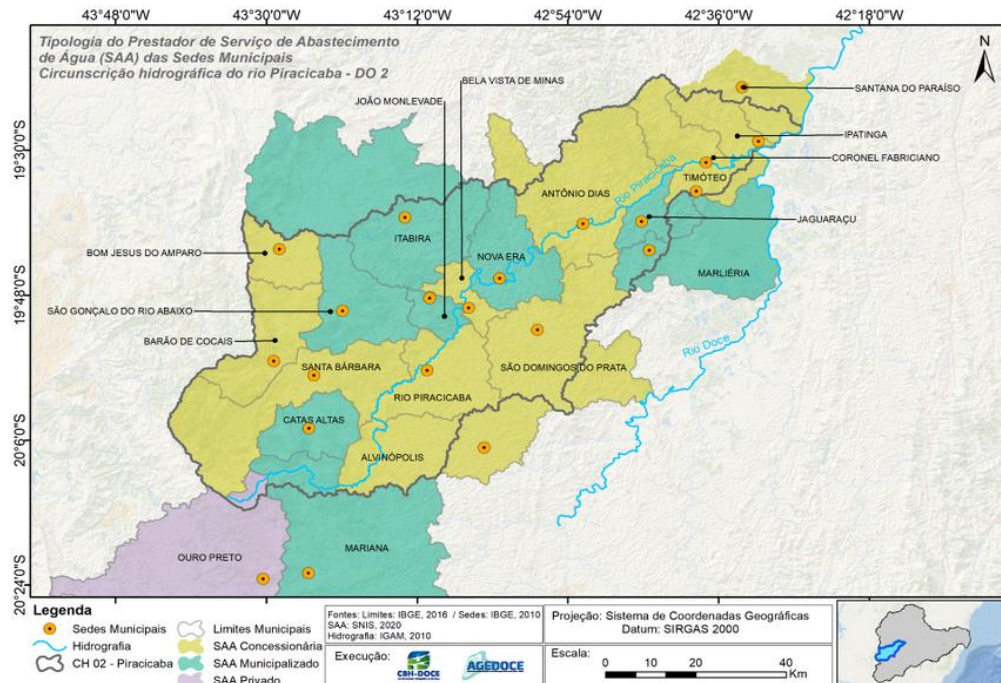 43°48'0"W
43°30'0"W
43°12'0"W
42°54'0"W
42°36'0"W
42°18'0"W
Tipologia do Prestador de Serviço de Abastecimento
de Água (SAA) das Sedes Municipais
Circunscrição hidrográfica do rio Piracicaba - DO 2
N
BELA VISTA DE MINAS
SANTANA DO PARAÍSO
JOÃO MONLEVADE
IPATINGA
19°30'0"S
CORONEL FABRICIANO
TIMÓTEO
Rio Piracicaba
ANTÔNIO DIAS
JAGUARAÇU
ITABIRA
BOM JESUS DO AMPARO
NOVA ERA
MARLIÉRIA
19°48'0"S
SÃO GONÇALO DO RIO ABAIXO
BARÃO DE COCAIS
Rio Doce
SANTA BÁRBARA
SÃO DOMINGOS DO PRATA
RIO PIRACICABA
CATAS ALTAS
20°6'0"S
ALVINÓPOLIS
MARIANA
OURO PRETO
20°24'0"S
Legenda
Sedes Municipais
Hidrografia
CH 02 - Piracicaba
Limites Municipais
SAA Concessionária
SAA Municipalizado
SAA Privado
Fontes: Limites: IBGE, 2016 / Sedes: IBGE, 2010
SAA: SNIS, 2020
Hidrografia: IGAM, 2010
Execução:
CBH-DOCE
AGEDOCE
Projeção: Sistema de Coordenadas Geográficas
Datum: SIRGAS 2000
Escala:
0 10 20 40
Km